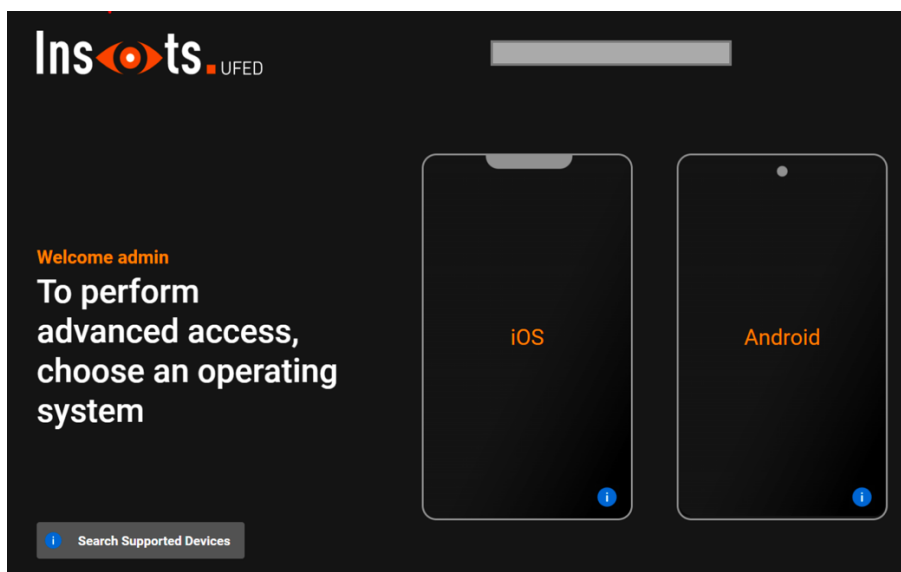 Ins ts. UFED
Welcome admin
To perform
advanced access,
choose an operating
system
iOS
Android
i
i
i Search Supported Devices